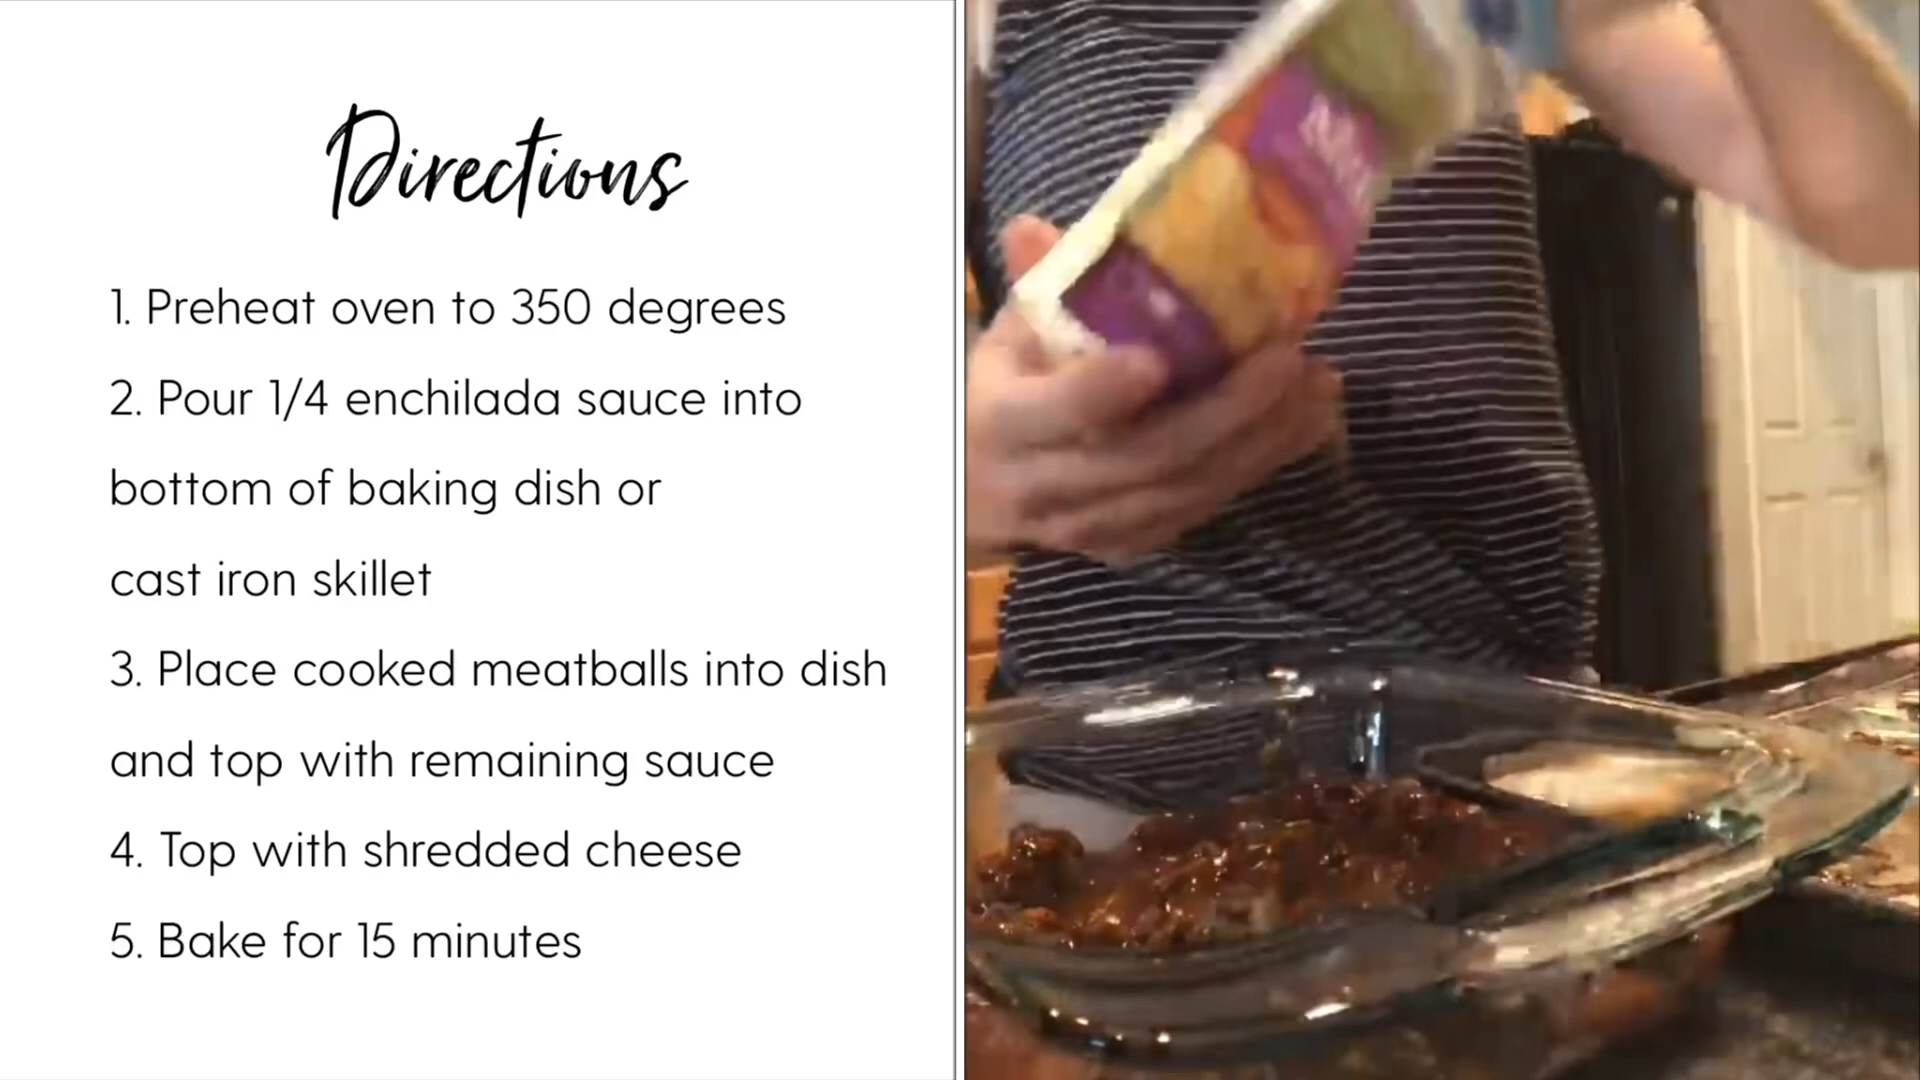 Directions
1. Preheat oven to 350 degrees
2. Pour 1/4 enchilada sauce into
bottom of baking dish or
cast iron skillet
3. Place cooked meatballs into dish
and top with remaining sauce
4. Top with shredded cheese
5. Bake for 15 minutes